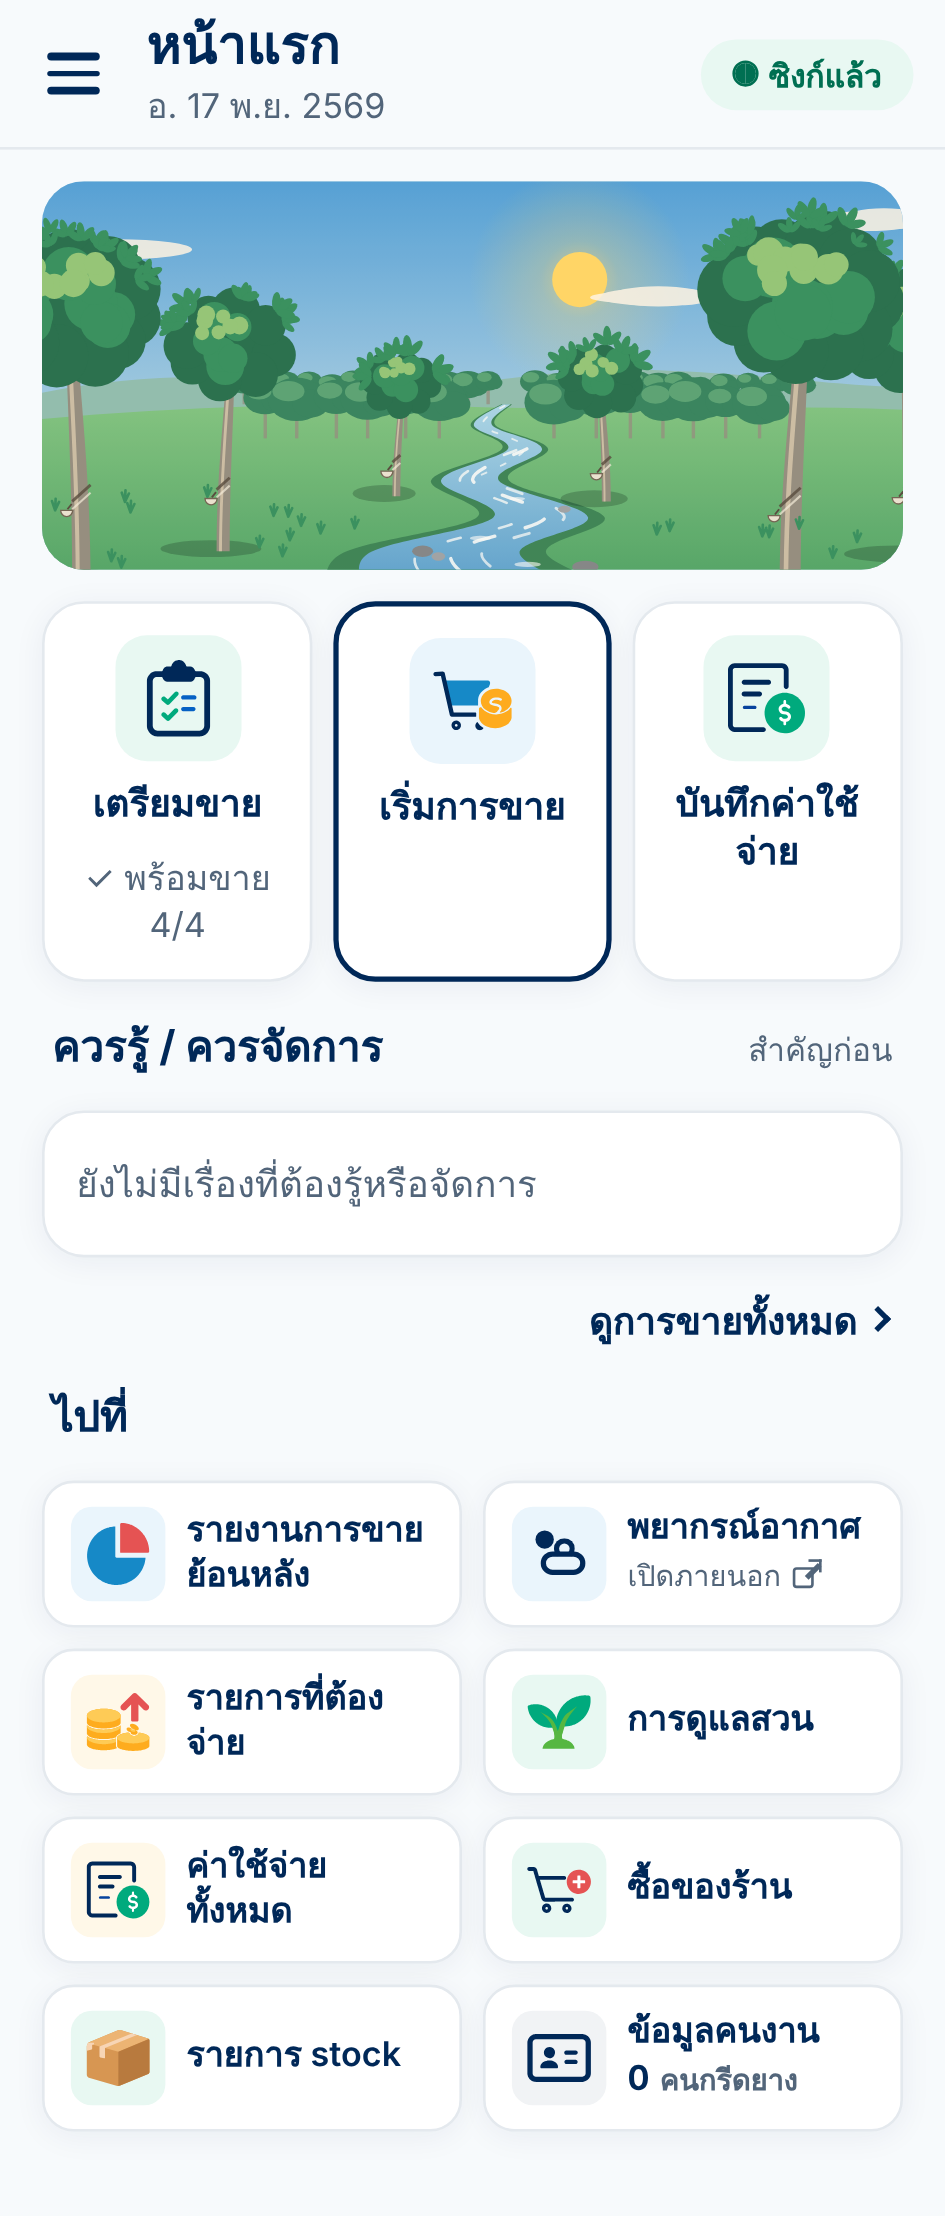 หน้าแรก
อ. 17 พ.ย. 2569
ซิงก์แล้ว
เตรียมขาย
✓ พร้อมขาย
4/4
เริ่มการขาย
บันทึกค่าใช้
จ่าย
ควรรู้ / ควรจัดการ
สำคัญก่อน
ยังไม่มีเรื่องที่ต้องรู้หรือจัดการ
ดูการขายทั้งหมด
ไปที่
รายงานการขาย
ย้อนหลัง
พยากรณ์อากาศ
เปิดภายนอก
รายการที่ต้อง
จ่าย
การดูแลสวน
ค่าใช้จ่าย
ทั้งหมด
ซื้อของร้าน
รายการ stock
ข้อมูลคนงาน
0 คนกรีดยาง